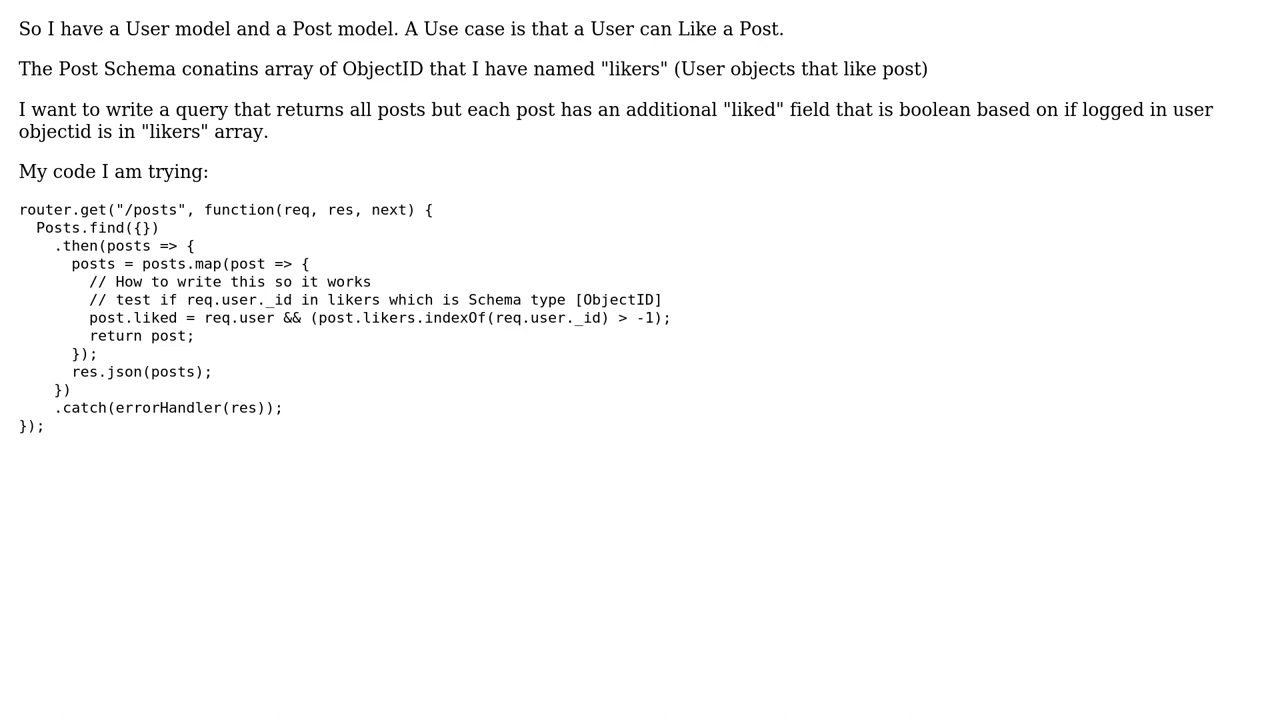 So I have a User model and a Post model. A Use case is that a User can Like a Post.
The Post Schema conatins array of ObjectID that I have named "likers" (User objects that like post)
I want to write a query that returns all posts but each post has an additional "liked" field that is boolean based on if logged in user
objectid is in "likers" array.
My code I am trying:
router.get("/posts", function(req, res, next) {
  Posts.find({})
    .then(posts => {
      posts = posts.map(post => {
        // How to write this so it works
        // test if req.user._id in likers which is Schema type [ObjectID]
        post.liked = req.user && (post.likers.indexOf(req.user._id) > -1);
        return post;
      });
      res.json(posts);
    })
    .catch(errorHandler(res));
});